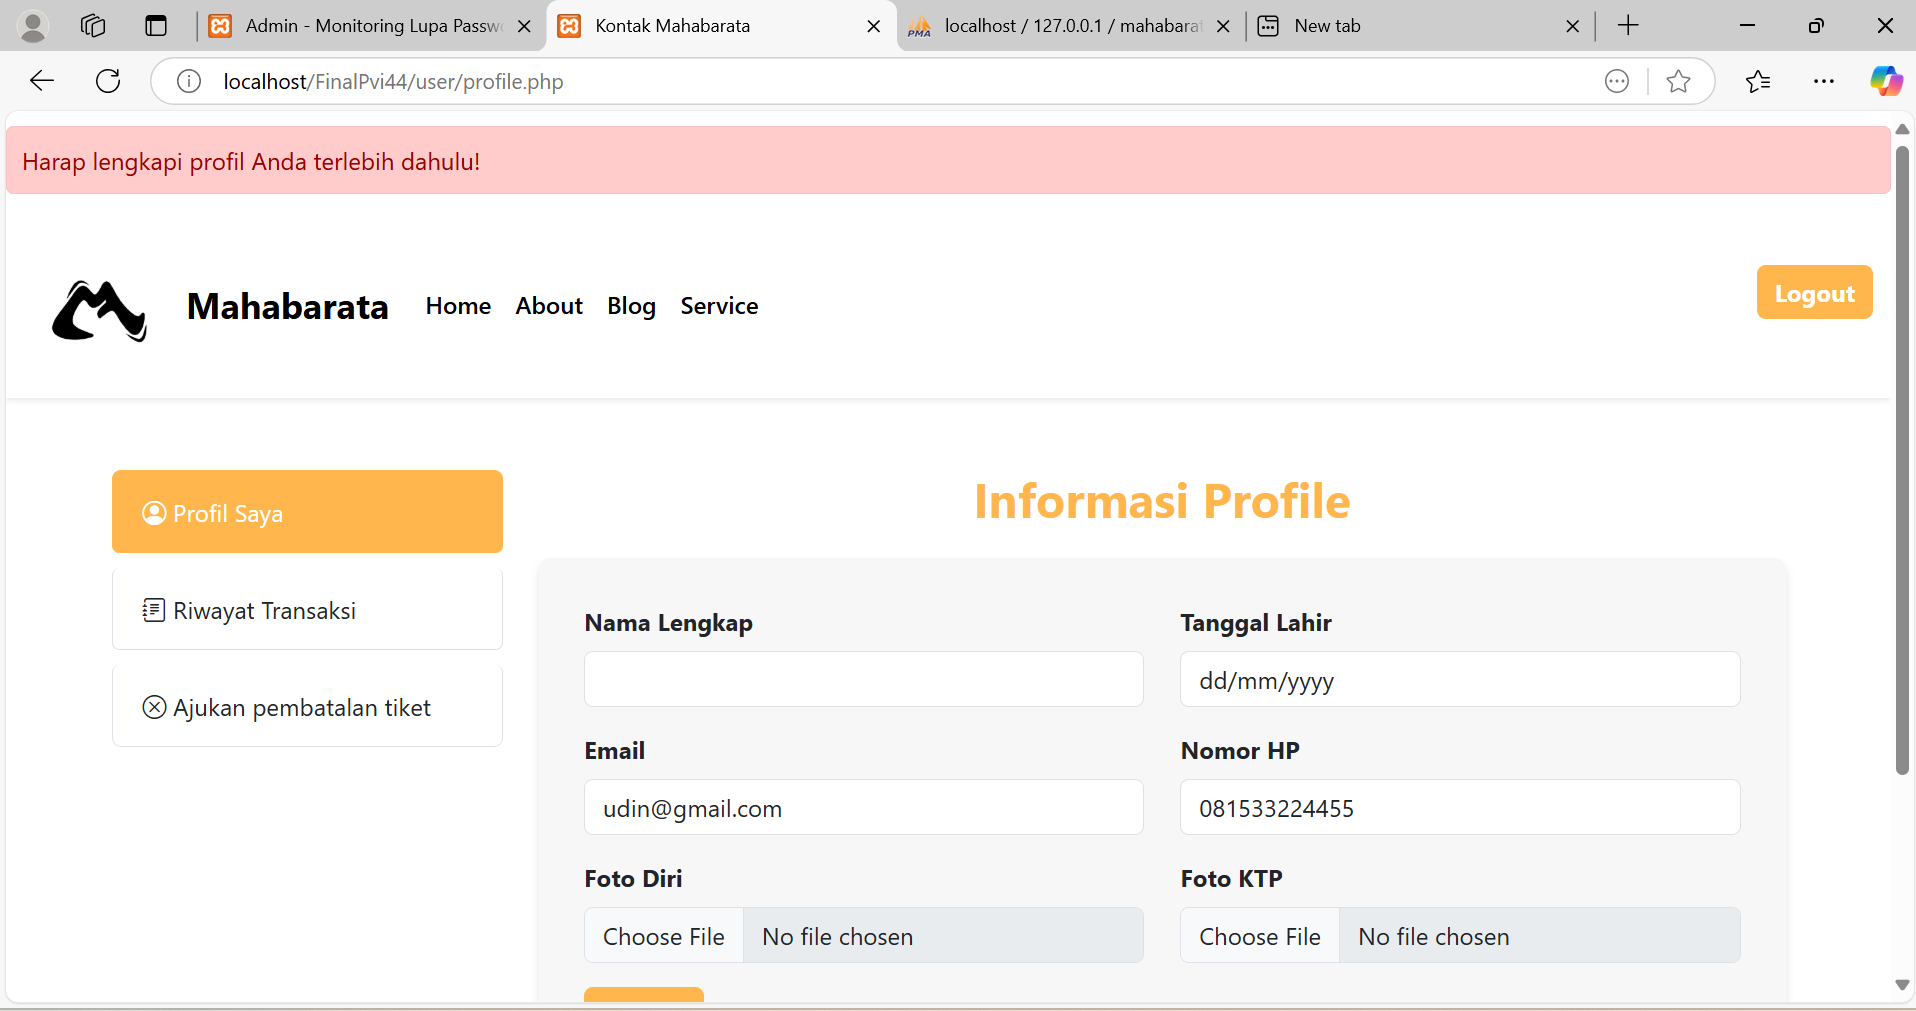 Admin - Monitoring Lupa Passw
Kontak Mahabarata
PMA
localhost / 127.0.0.1 / mahabarat
New tab
localhost/FinalPvi44/user/profile.php
Harap lengkapi profil Anda terlebih dahulu!
Mahabarata
Home
About
Blog
Service
Logout
Profil Saya
Riwayat Transaksi
Ajukan pembatalan tiket
Informasi Profile
Nama Lengkap
Tanggal Lahir
dd/mm/yyyy
Email
Nomor HP
udin@gmail.com
081533224455
Foto Diri
Foto KTP
Choose File No file chosen
Choose File No file chosen